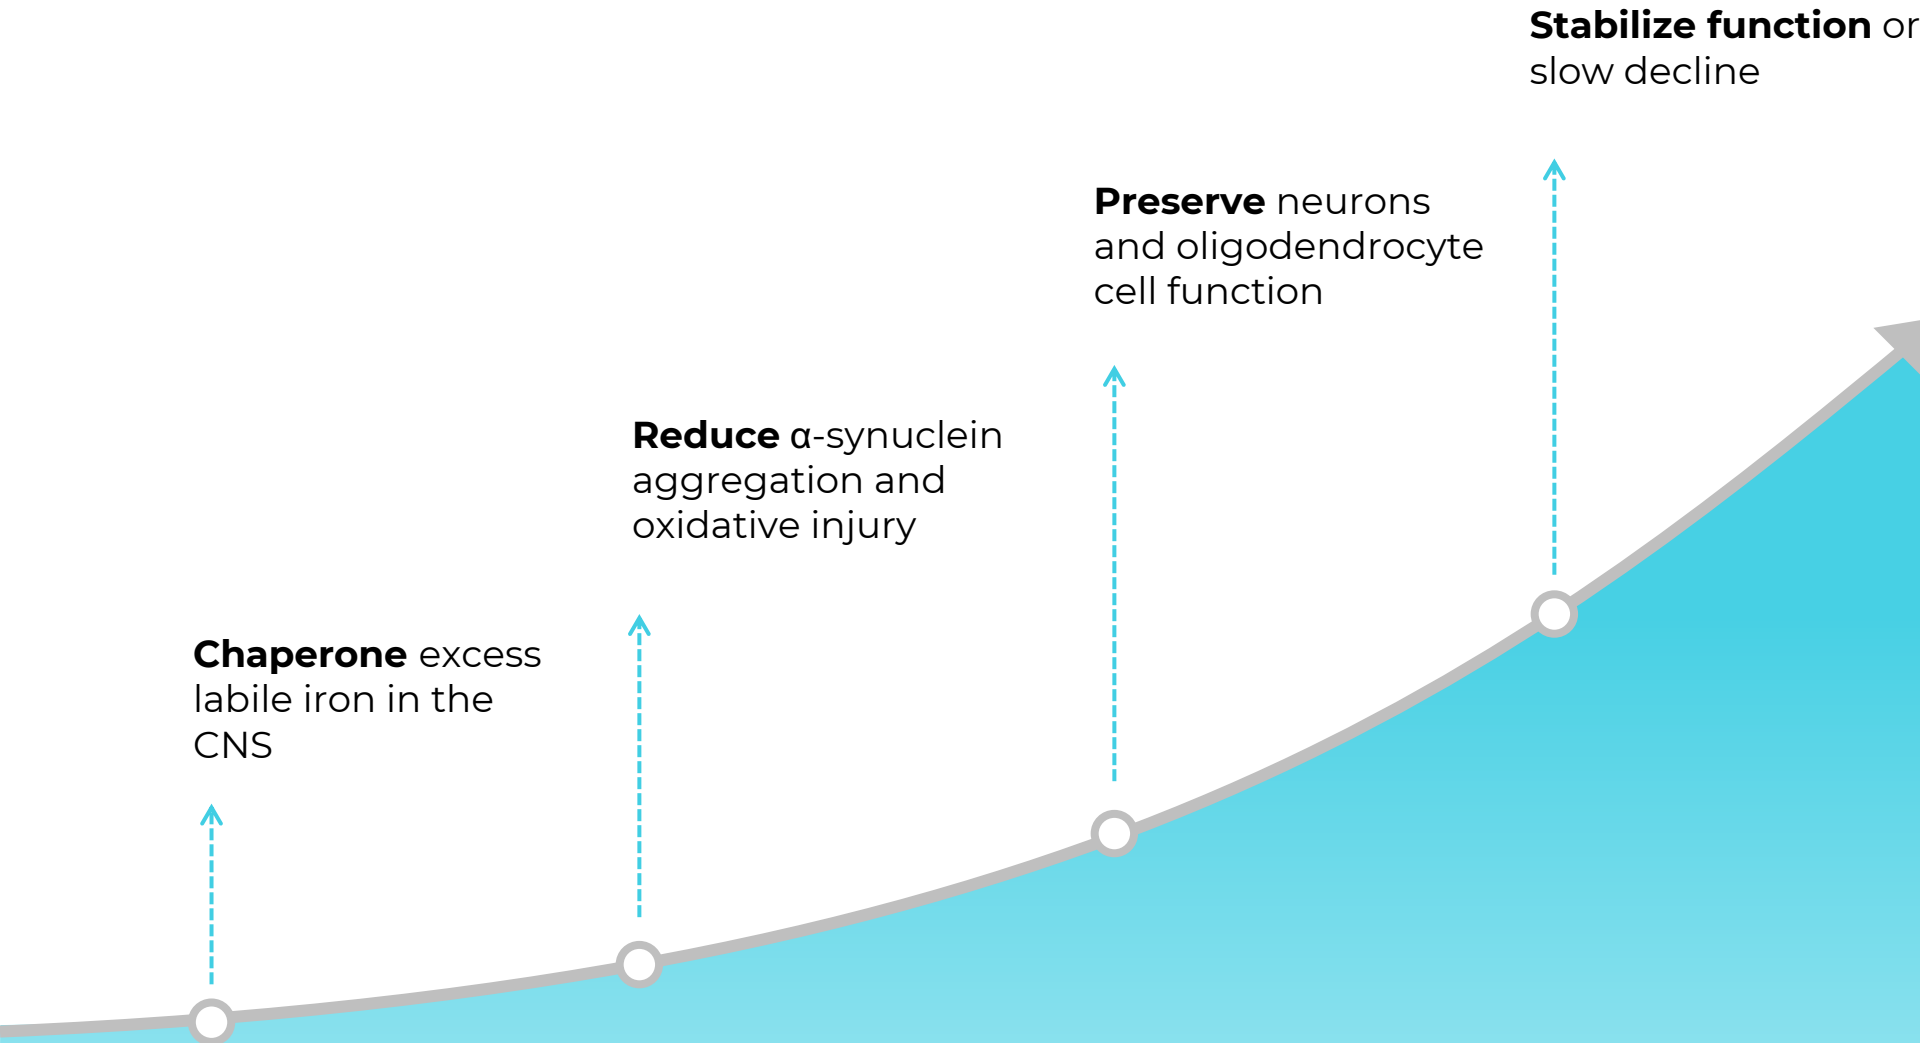 Stabilize function or
slow decline
Preserve neurons
and oligodendrocyte
cell function
Reduce α-synuclein
aggregation and
oxidative injury
Chaperone excess
labile iron in the
CNS